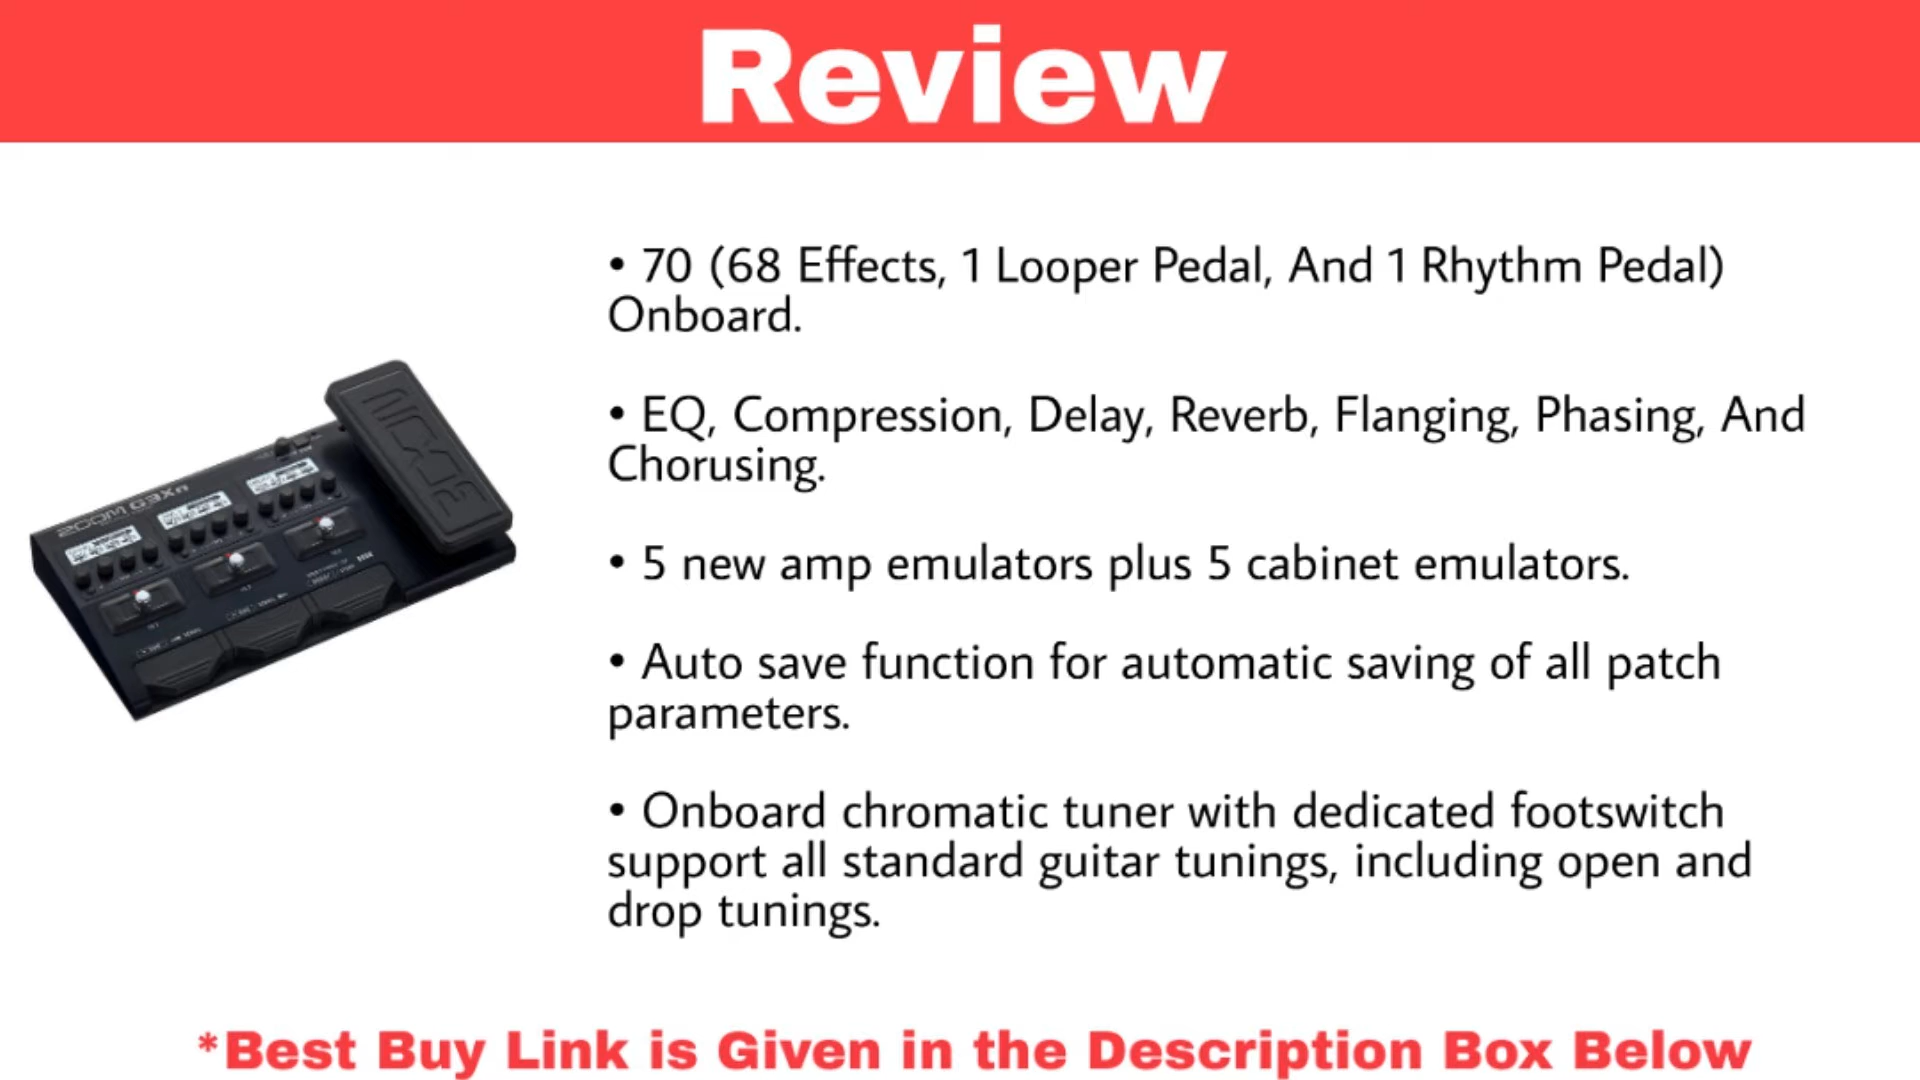 Review
• 70 (68 Effects, 1 Looper Pedal, And 1 Rhythm Pedal)
Onboard.
• EQ, Compression, Delay, Reverb, Flanging, Phasing, And
Chorusing.
• 5 new amp emulators plus 5 cabinet emulators.
• Auto save function for automatic saving of all patch
parameters.
• Onboard chromatic tuner with dedicated footswitch
support all standard guitar tunings, including open and
drop tunings.
ZOOM G3Xn
ZOOM
*Best Buy Link is Given in the Description Box Below